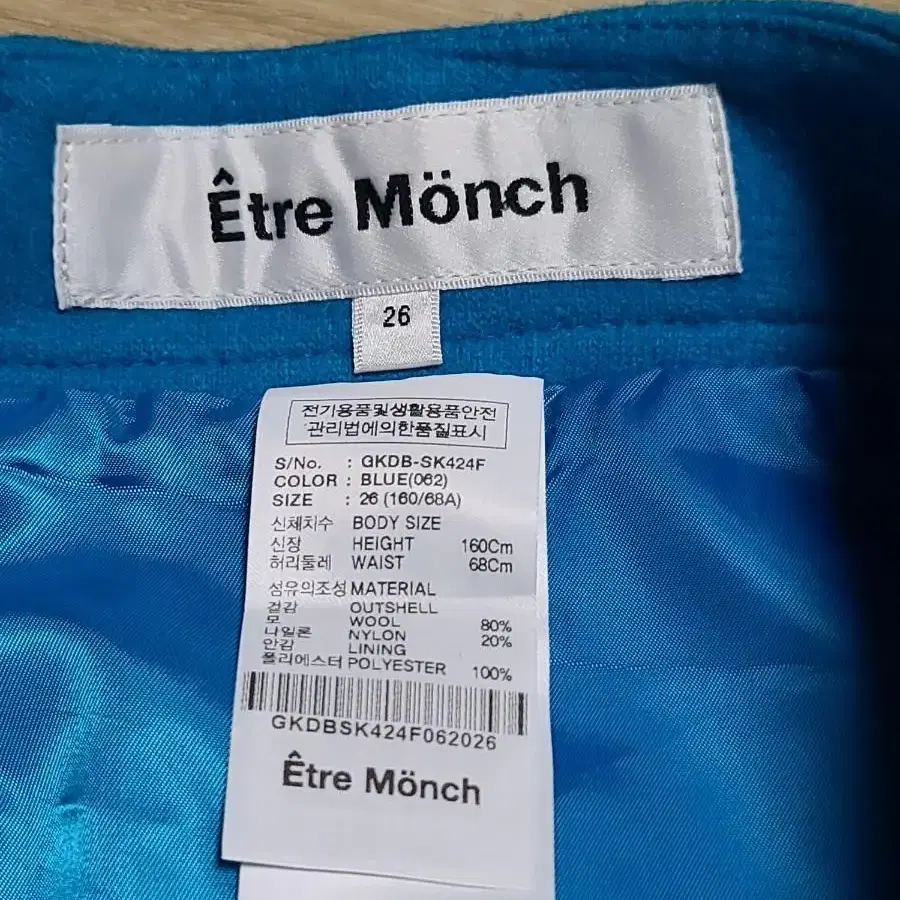 Être Mönch
26
전기용품및생활용품안전
관리법에의한품질표시
S/No. : GKDB-SK424F
COLOR : BLUE(062)
SIZE : 26 (160/68A)
신체치수 BODY SIZE
신장 HEIGHT 160Cm
허리둘레 WAIST 68Cm
섬유의조성 MATERIAL
겉감 OUTSHELL
모 WOOL 80%
나일론 NYLON 20%
안감 LINING
폴리에스터 POLYESTER 100%
GKDBSK424F062026
Être Mönch